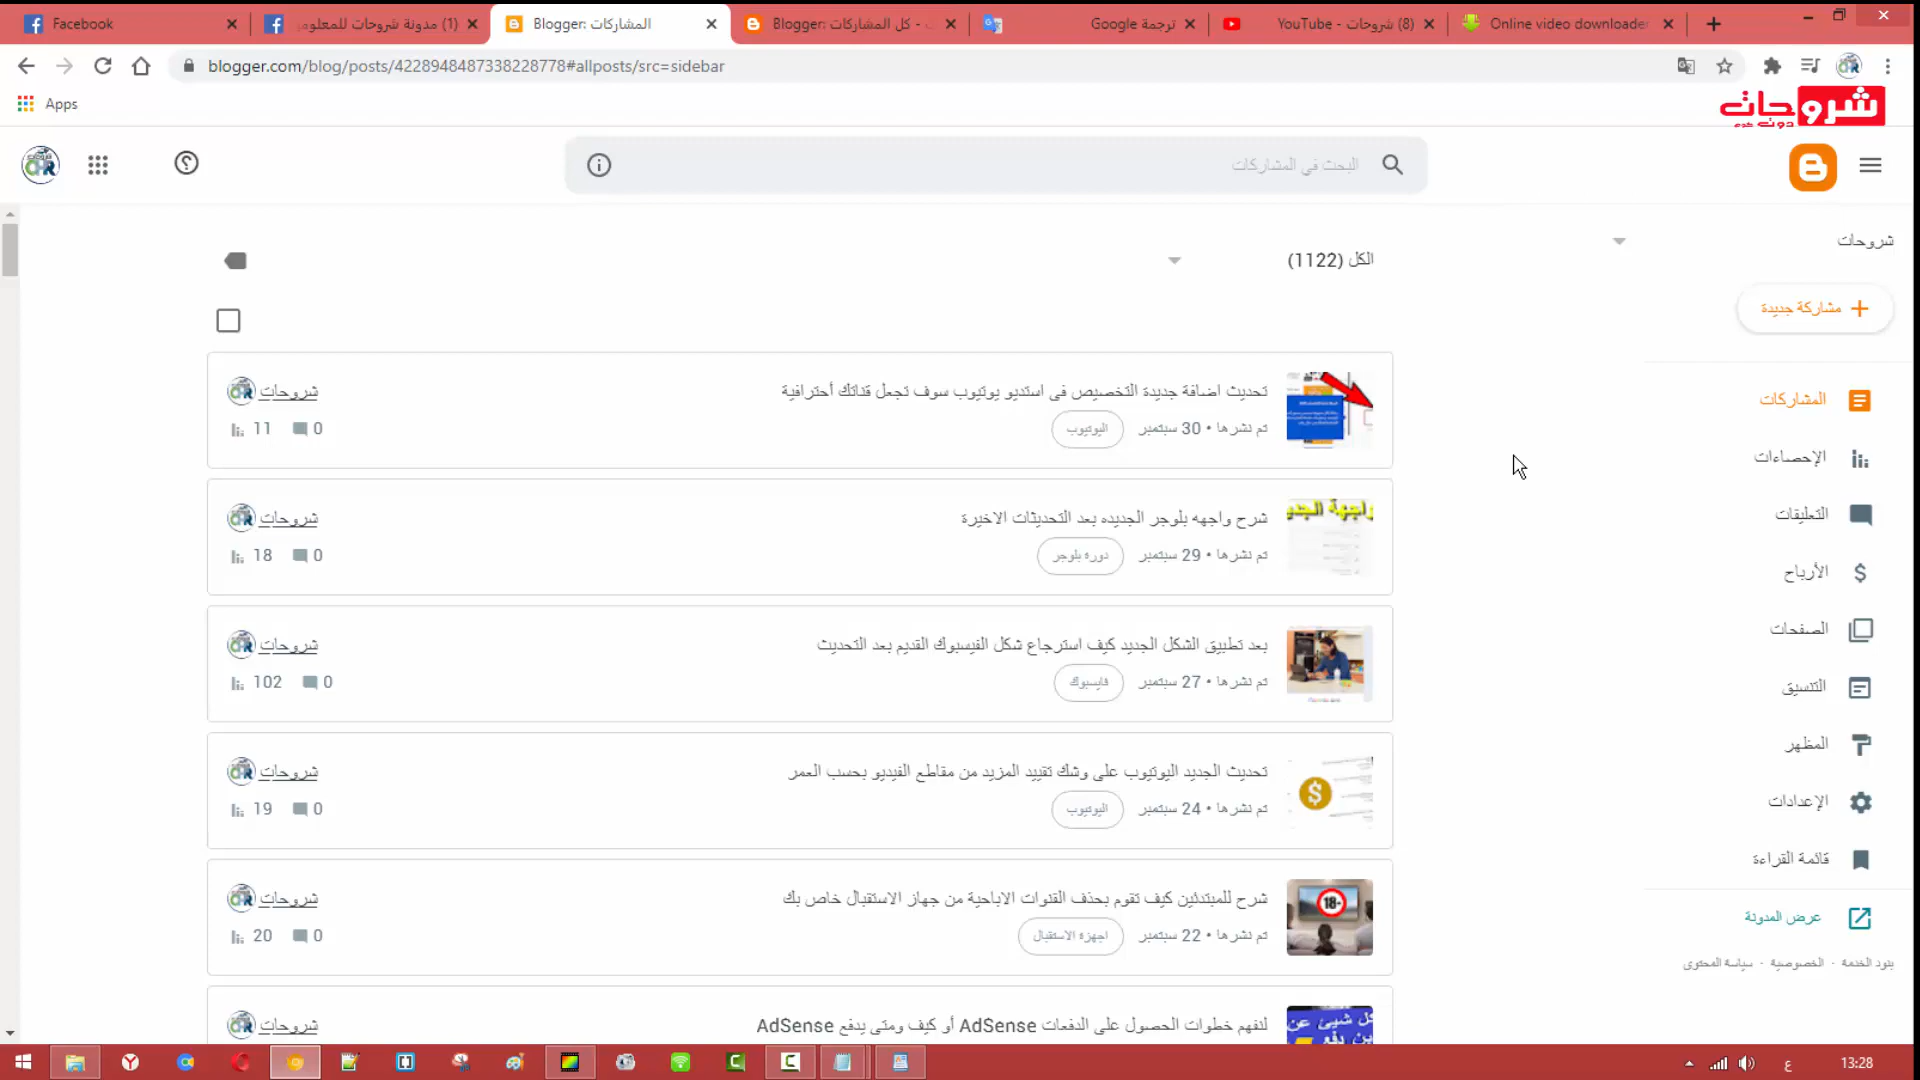 Facebook
(1) مدونة شروحات للمعلوم
Blogger: المشاركات
Blogger: كل المشاركات -
ترجمة Google
YouTube - شروحات (8)
Online video downloader
blogger.com/blog/posts/4228948487338228778#allposts/src=sidebar
Apps
شروحات
البحث في المشاركات
شروحات
الكل (1122)
مشاركة جديدة
المشاركات
الإحصاءات
التعليقات
الأرباح
الصفحات
التنسيق
المظهر
الإعدادات
قائمة القراءة
عرض المدونة
بنود الخدمة · الخصوصية · سياسة المحتوى
تحديث اضافة جديدة التخصيص فى استديو يوتيوب سوف تجعل قناتك أحترافية
تم نشرها • 30 سبتمبر
اليوتيوب
شروحات
11 0
شرح واجهه بلوجر الجديده بعد التحديثات الاخيرة
تم نشرها • 29 سبتمبر
دوره بلوجر
شروحات
18 0
بعد تطبيق الشكل الجديد كيف استرجاع شكل الفيسبوك القديم بعد التحديث
تم نشرها • 27 سبتمبر
فايسبوك
شروحات
102 0
تحديث الجديد اليوتيوب على وشك تقييد المزيد من مقاطع الفيديو بحسب العمر
تم نشرها • 24 سبتمبر
اليوتيوب
شروحات
19 0
شرح للمبتدئين كيف تقوم بحذف القنوات الاباحية من جهاز الاستقبال خاص بك
تم نشرها • 22 سبتمبر
اجهزه الاستقبال
شروحات
20 0
18-
لتفهم خطوات الحصول على الدفعات AdSense أو كيف ومتى يدفع AdSense
شروحات
ع
13:28